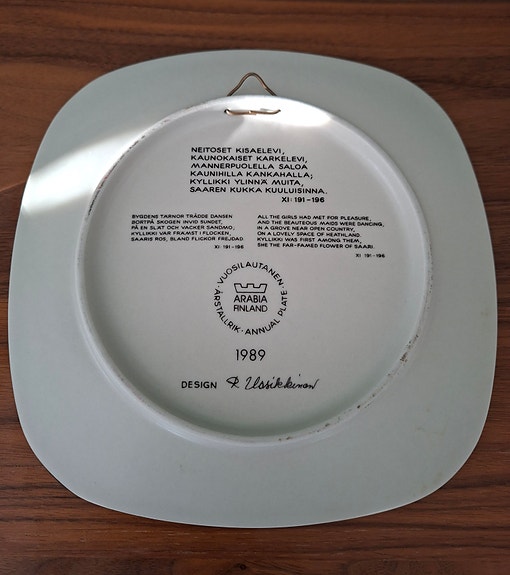 NEITOSET KISAELEVI,
KAUNOKAISET KARKELEVI,
MANNERPUOLELLA SALOA
KAUNIHILLA KANKAHALLA;
KYLLIKKI YLINNÄ MUITA,
SAAREN KUKKA KUULUISINNA.
XI: 191-196
BYGDENS TÄRNOR TRÄDDE DANSEN
BORTPÅ SKOGEN INVID SUNDET,
PÅ EN SLÄT OCH VACKER SANDMO,
KYLLIKKI VAR FRÄMST I FLOCKEN,
SAARIS ROS, BLAND FLICKOR FREJDAD.
XI: 191-196
ALL THE GIRLS HAD MET FOR PLEASURE,
AND THE BEAUTEOUS MAIDS WERE DANCING,
IN A GROVE NEAR OPEN COUNTRY,
ON A LOVELY SPACE OF HEATHLAND.
KYLLIKKI WAS FIRST AMONG THEM,
SHE THE FAR-FAMED FLOWER OF SAARI.
XI: 191-196
VUOSILAUTANEN · ÅRSTALLRIK · ANNUAL PLATE ·
ARABIA
FINLAND
1989
DESIGN R. Uosikkinen